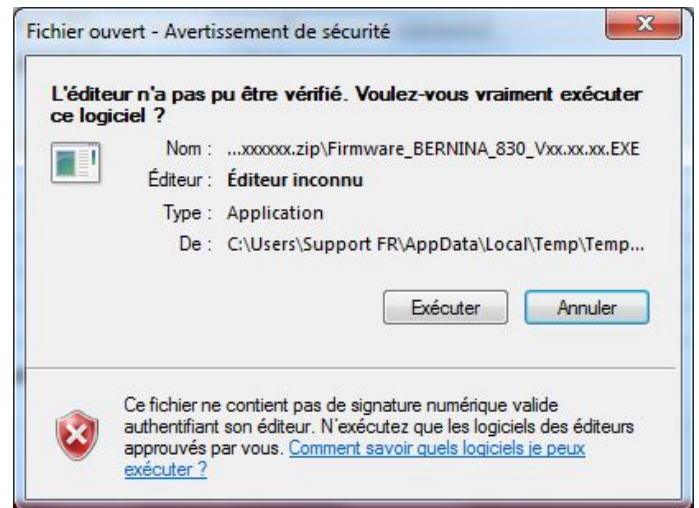 Fichier ouvert - Avertissement de sécurité
L'éditeur n'a pas pu être vérifié. Voulez-vous vraiment exécuter
ce logiciel ?
Nom : ...xxxxxx.zip\Firmware_BERNINA_830_Vxx.xx.xx.EXE
Éditeur : Éditeur inconnu
Type : Application
De : C:\Users\Support FR\AppData\Local\Temp\Temp...
Exécuter Annuler
Ce fichier ne contient pas de signature numérique valide
authentifiant son éditeur. N'exécutez que les logiciels des éditeurs
approuvés par vous. Comment savoir quels logiciels je peux
exécuter ?